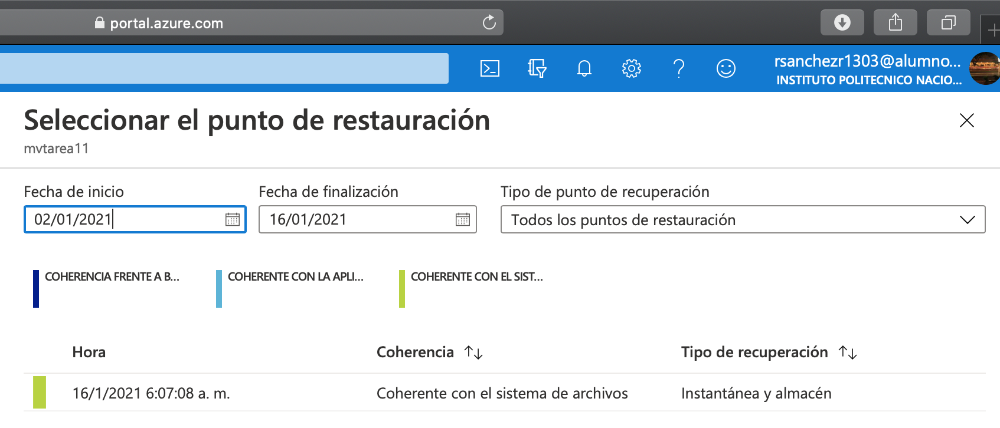 portal.azure.com
rsanchezr1303@alumno...
INSTITUTO POLITECNICO NACIO...
Seleccionar el punto de restauración
mvtarea11
Fecha de inicio
Fecha de finalización
Tipo de punto de recuperación
02/01/2021
16/01/2021
Todos los puntos de restauración
COHERENCIA FRENTE A B...
COHERENTE CON LA APLI...
COHERENTE CON EL SIST...
Hora
Coherencia
Tipo de recuperación
16/1/2021 6:07:08 a. m.
Coherente con el sistema de archivos
Instantánea y almacén